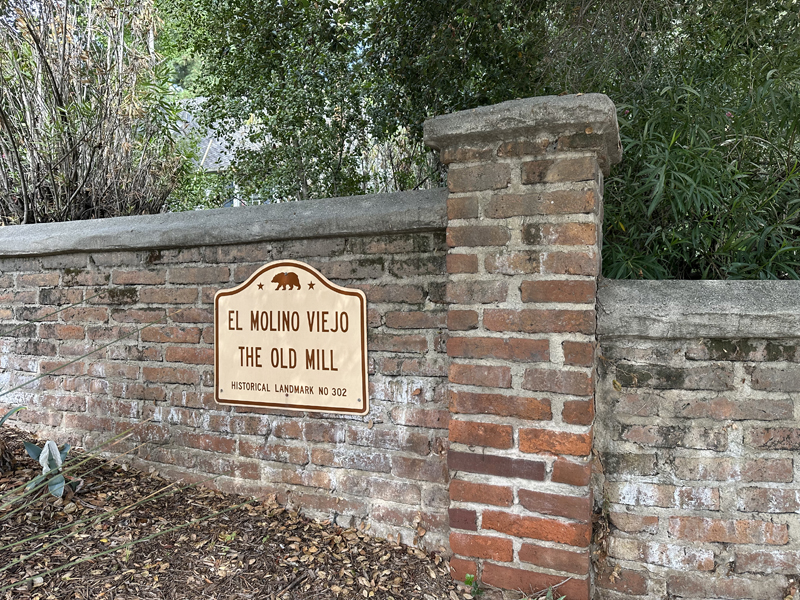 EL MOLINO VIEJO
THE OLD MILL
HISTORICAL LANDMARK NO 302